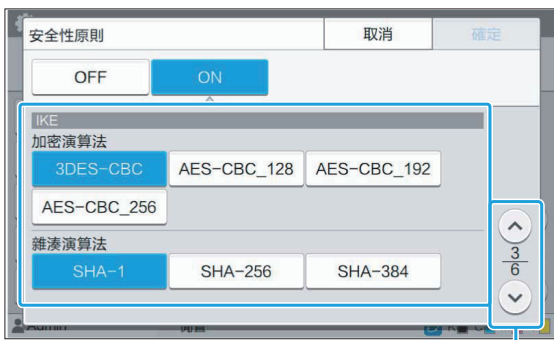 安全性原則 取消 確定
OFF ON
IKE
加密演算法
3DES-CBC AES-CBC_128 AES-CBC_192
AES-CBC_256
雜湊演算法
SHA-1 SHA-256 SHA-384
3
6
Admin